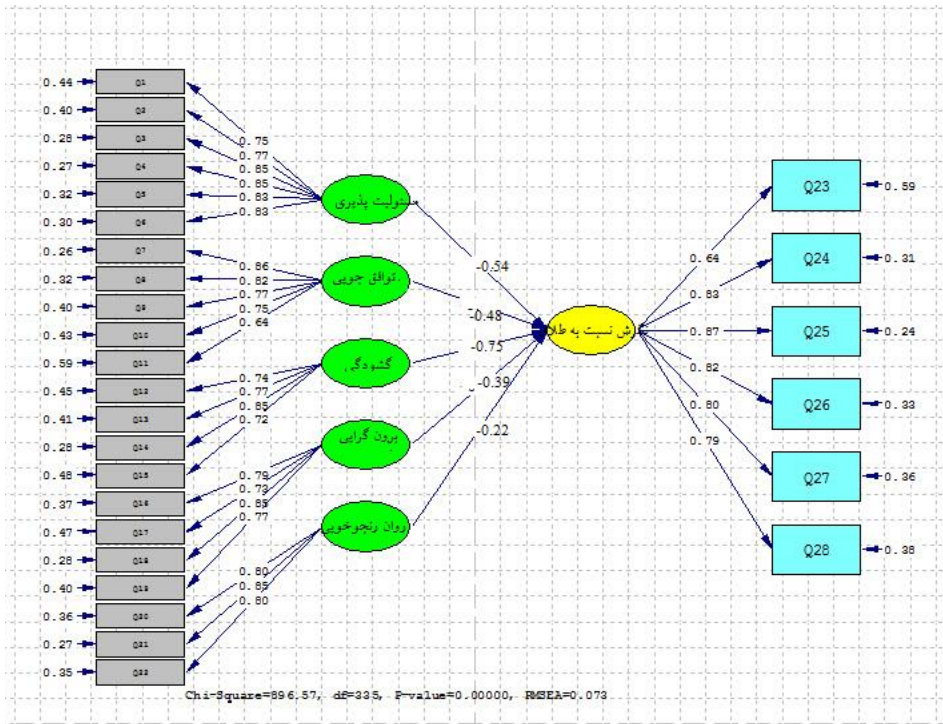 0.44 Q1
0.40 Q2
0.28 Q3
0.27 Q4
0.32 Q5
0.30 Q6
0.26 Q7
0.32 Q8
0.40 Q9
0.43 Q10
0.59 Q11
0.45 Q12
0.41 Q13
0.28 Q14
0.48 Q15
0.37 Q16
0.47 Q17
0.28 Q18
0.40 Q19
0.36 Q20
0.27 Q21
0.35 Q22
0.75
0.77
0.85
0.85
0.83
0.83
0.86
0.82
0.77
0.75
0.64
0.74
0.77
0.85
0.72
0.79
0.73
0.85
0.77
0.80
0.85
0.80
سئولیت پذیری
توافق جویی
گشودگی
برون گرایی
روان رنجوخویی
-0.54
-0.48
-0.75
-0.39
-0.22
ش نسبت به طلا
0.64
0.83
0.87
0.82
0.80
0.79
Q23 0.59
Q24 0.31
Q25 0.24
Q26 0.33
Q27 0.36
Q28 0.38
Chi-Square=896.57, df=335, P-value=0.00000, RMSEA=0.073